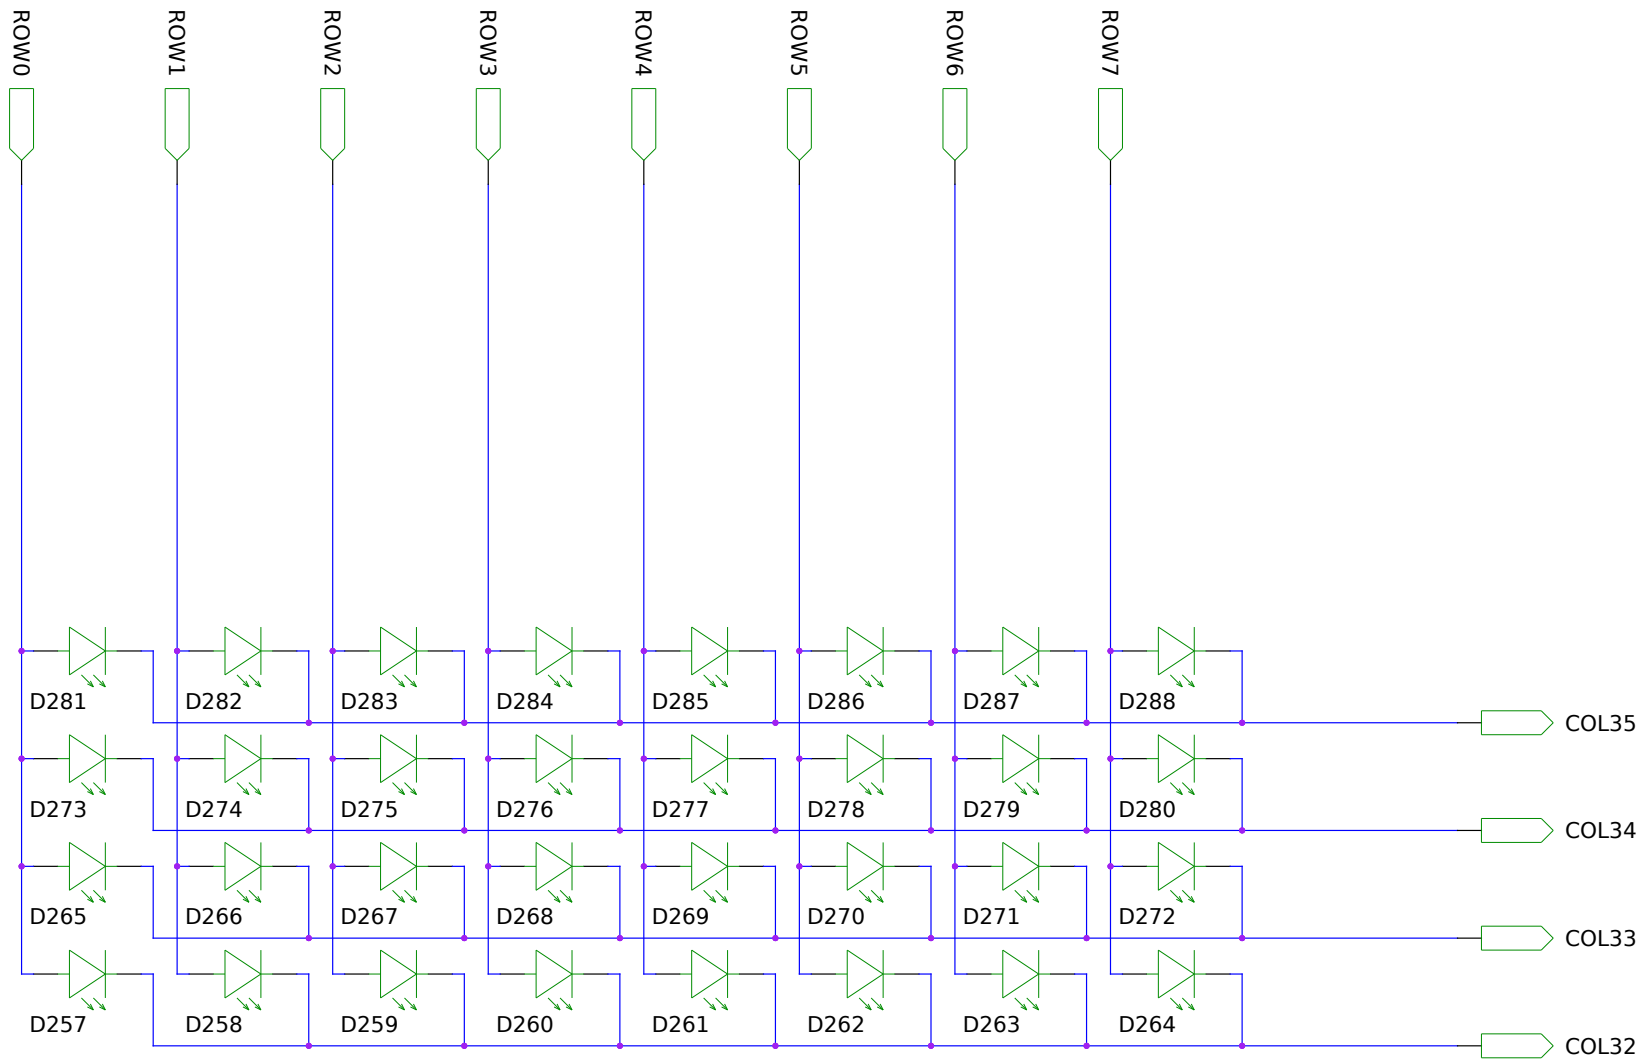 ROW0
ROW1
ROW2
ROW3
ROW4
ROW5
ROW6
ROW7
D281 D282 D283 D284 D285 D286 D287 D288
COL35
D273 D274 D275 D276 D277 D278 D279 D280
COL34
D265 D266 D267 D268 D269 D270 D271 D272
COL33
D257 D258 D259 D260 D261 D262 D263 D264
COL32